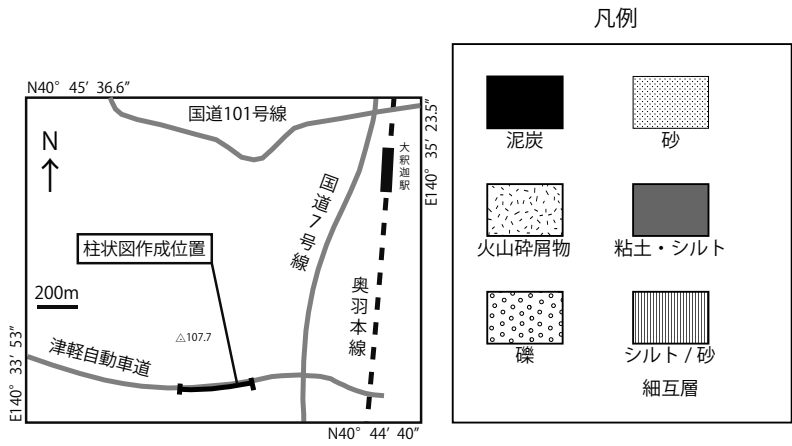 凡例
N40° 45′ 36.6″
国道101号線
E140° 35′ 23.5″
N
大釈迦駅
国道7号線
柱状図作成位置
200m
奥羽本線
△107.7
津軽自動車道
E140° 33′ 53″
N40° 44′ 40″
泥炭
砂
火山砕屑物
粘土・シルト
礫
シルト / 砂
細互層